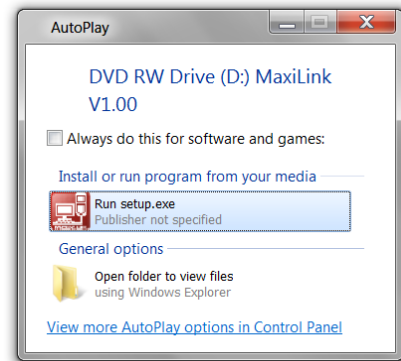 AutoPlay
DVD RW Drive (D:) MaxiLink
V1.00
Always do this for software and games:
Install or run program from your media
Run setup.exe
Publisher not specified
General options
Open folder to view files
using Windows Explorer
View more AutoPlay options in Control Panel